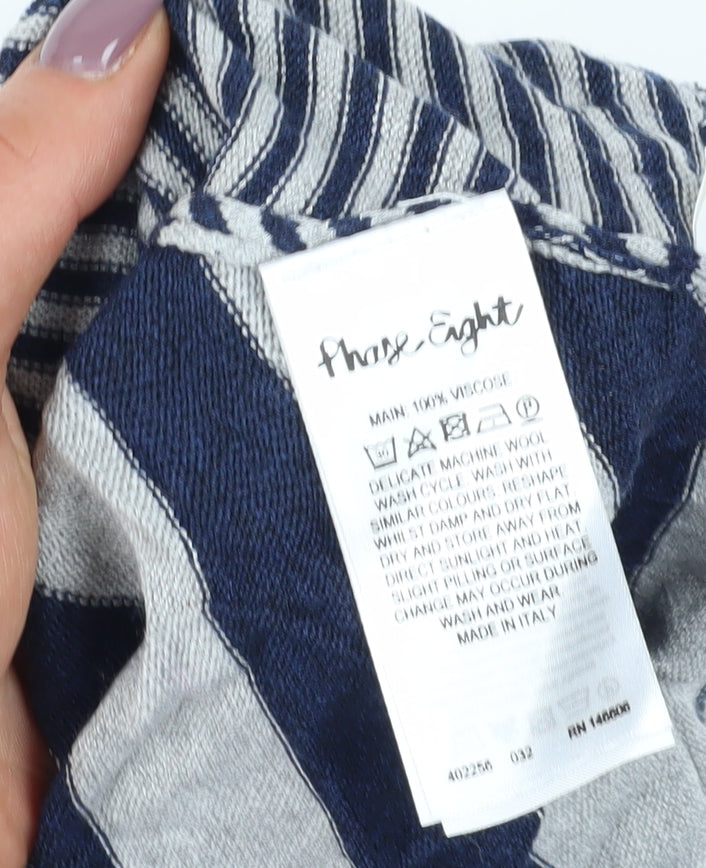 Phase Eight
MAIN: 100% VISCOSE
30 P
DELICATE MACHINE WOOL
WASH CYCLE. WASH WITH
SIMILAR COLOURS. RESHAPE
WHILST DAMP AND DRY FLAT.
DRY AND STORE AWAY FROM
DIRECT SUNLIGHT AND HEAT.
SLIGHT PILLING OR SURFACE
CHANGE MAY OCCUR DURING
WASH AND WEAR
MADE IN ITALY
402256 032 RN 146606